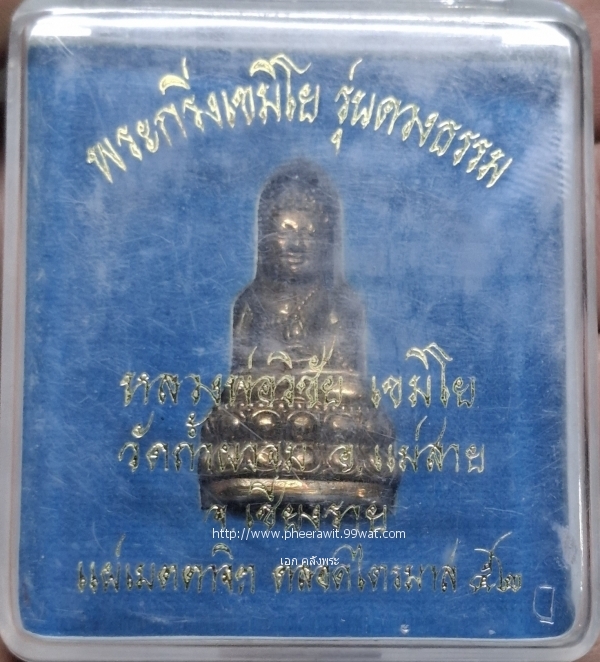 พระกริ่งเขมิโย รุ่นดวงธรรม
หลวงพ่อวิชัย เขมิโย
วัดถ้ำผาจม อ.แม่สาย
จ.เชียงราย
http://www.pheerawit.99wat.com
เอก คลังพระ
แผ่เมตตาจิต ตลอดไตรมาส ๕๒